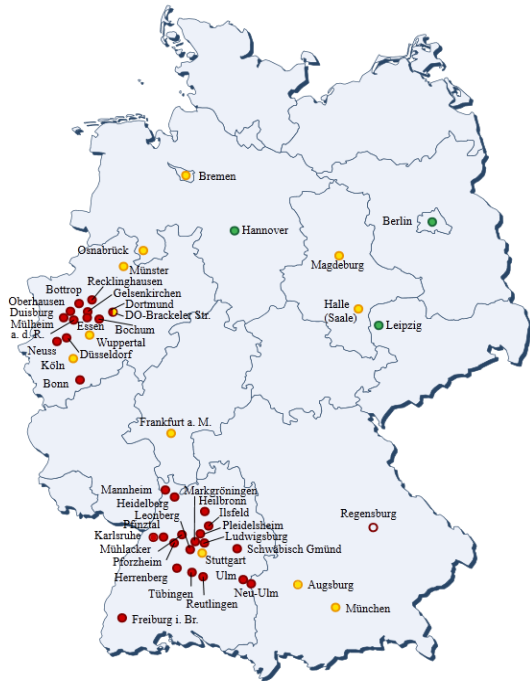 Bremen
Hannover
Berlin
Osnabrück
Münster
Magdeburg
Recklinghausen
Bottrop
Gelsenkirchen
Oberhausen
Dortmund
Duisburg
DO-Brackeler Str.
Mülheim
a. d. R.
Essen
Bochum
Wuppertal
Neuss
Düsseldorf
Köln
Bonn
Halle
(Saale)
Leipzig
Frankfurt a. M.
Mannheim
Markgröningen
Heidelberg
Heilbronn
Leonberg
Ilsfeld
Pfinztal
Pleidelsheim
Karlsruhe
Ludwigsburg
Mühlacker
Schwäbisch Gmünd
Pforzheim
Stuttgart
Herrenberg
Ulm
Tübingen
Neu-Ulm
Reutlingen
Freiburg i. Br.
Regensburg
Augsburg
München